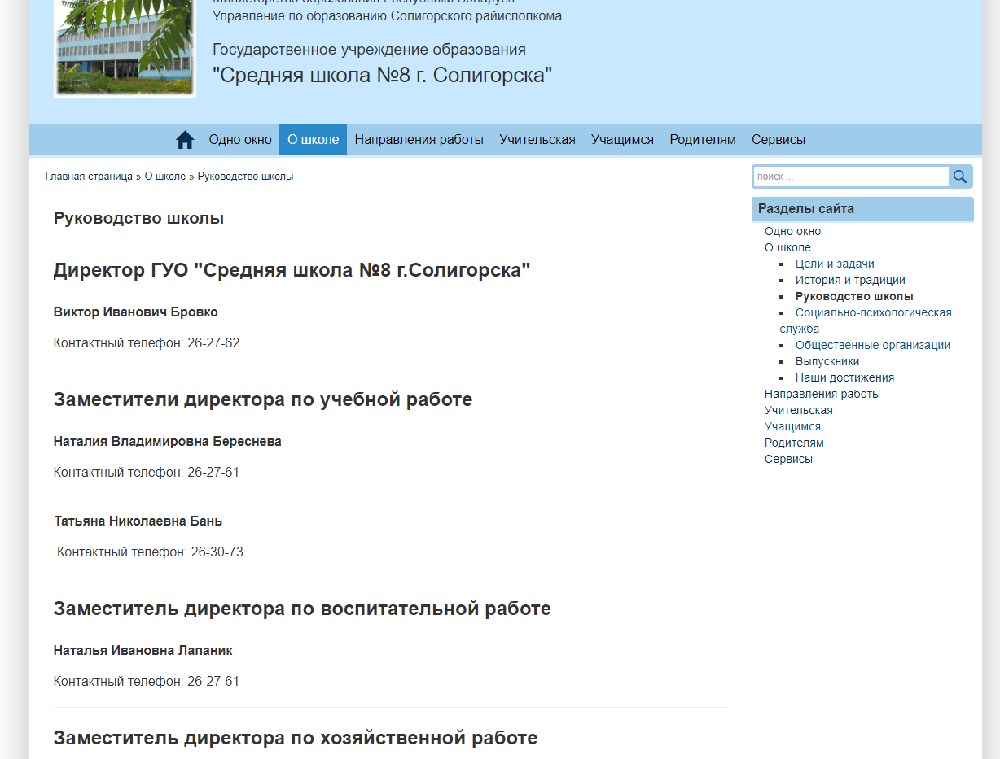 Министерство образования Республики Беларусь
Управление по образованию Солигорского райисполкома
Государственное учреждение образования
"Средняя школа №8 г. Солигорска"
Одно окно О школе Направления работы Учительская Учащимся Родителям Сервисы
Главная страница » О школе » Руководство школы
Руководство школы
Директор ГУО "Средняя школа №8 г.Солигорска"
Виктор Иванович Бровко
Контактный телефон: 26-27-62
Заместители директора по учебной работе
Наталия Владимировна Береснева
Контактный телефон: 26-27-61
Татьяна Николаевна Бань
Контактный телефон: 26-30-73
Заместитель директора по воспитательной работе
Наталья Ивановна Лапаник
Контактный телефон: 26-27-61
Заместитель директора по хозяйственной работе
поиск ...
Разделы сайта
Одно окно
О школе
Цели и задачи
История и традиции
Руководство школы
Социально-психологическая
служба
Общественные организации
Выпускники
Наши достижения
Направления работы
Учительская
Учащимся
Родителям
Сервисы